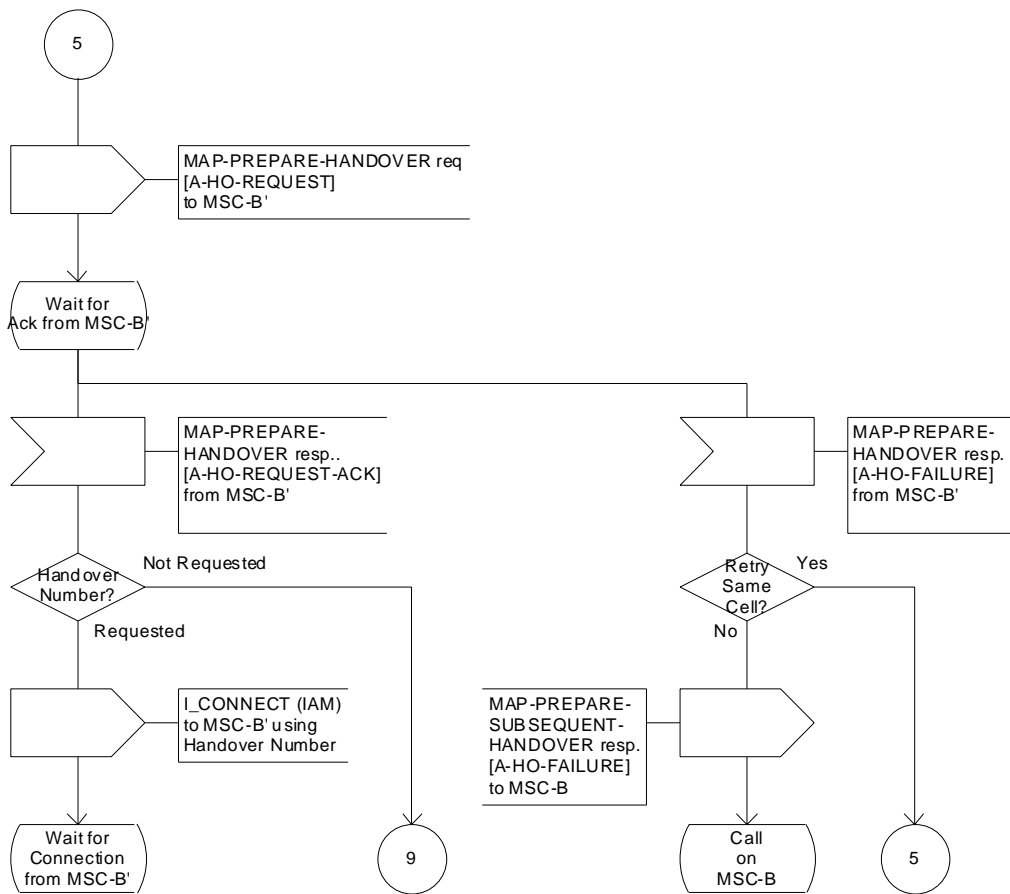 5
MAP-PREPARE-HANDOVER req
[A-HO-REQUEST]
to MSC-B'
Wait for
Ack from MSC-B'
MAP-PREPARE-
HANDOVER resp..
[A-HO-REQUEST-ACK]
from MSC-B'
MAP-PREPARE-
HANDOVER resp.
[A-HO-FAILURE]
from MSC-B'
Handover
Number?
Not Requested
Requested
Retry
Same
Cell?
Yes
No
I_CONNECT (IAM)
to MSC-B' using
Handover Number
MAP-PREPARE-
SUBSEQUENT-
HANDOVER resp.
[A-HO-FAILURE]
to MSC-B
Wait for
Connection
from MSC-B'
9
Call
on
MSC-B
5